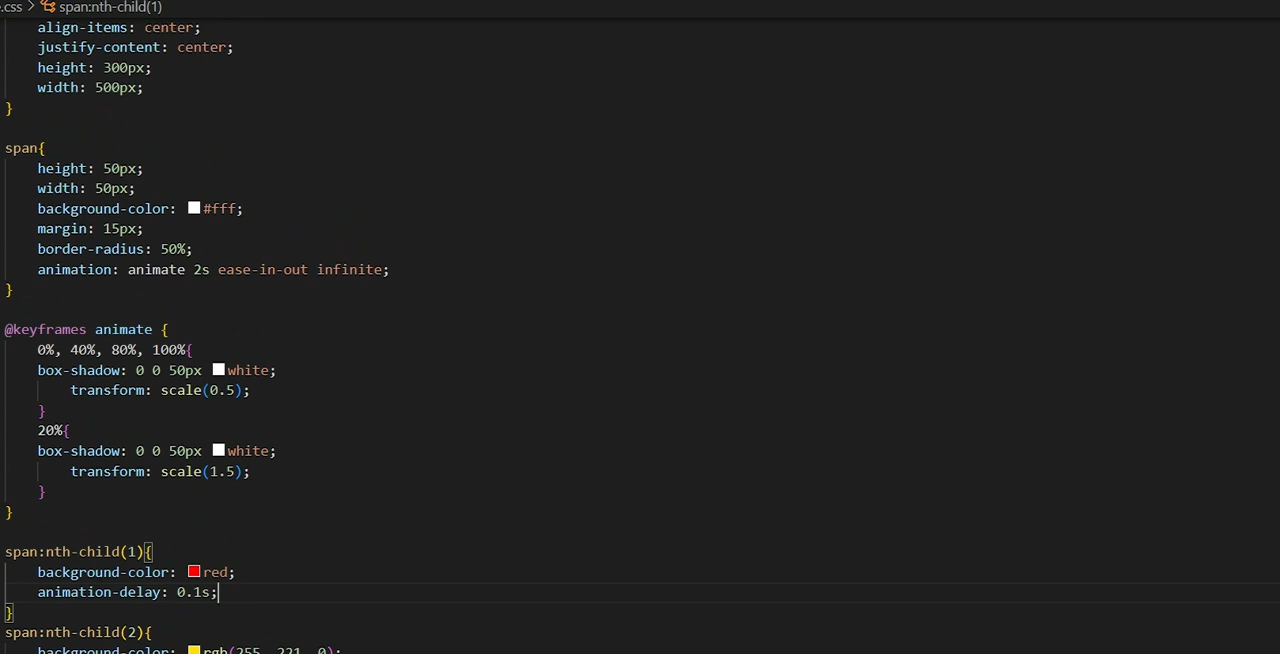 .css > span:nth-child(1)
align-items: center;
justify-content: center;
height: 300px;
width: 500px;
}
span{
height: 50px;
width: 50px;
background-color: #fff;
margin: 15px;
border-radius: 50%;
animation: animate 2s ease-in-out infinite;
}
@keyframes animate {
0%, 40%, 80%, 100%{
box-shadow: 0 0 50px white;
transform: scale(0.5);
}
20%{
box-shadow: 0 0 50px white;
transform: scale(1.5);
}
}
span:nth-child(1){
background-color: red;
animation-delay: 0.1s;
}
span:nth-child(2){
background-color: rgb(255, 221, 0);